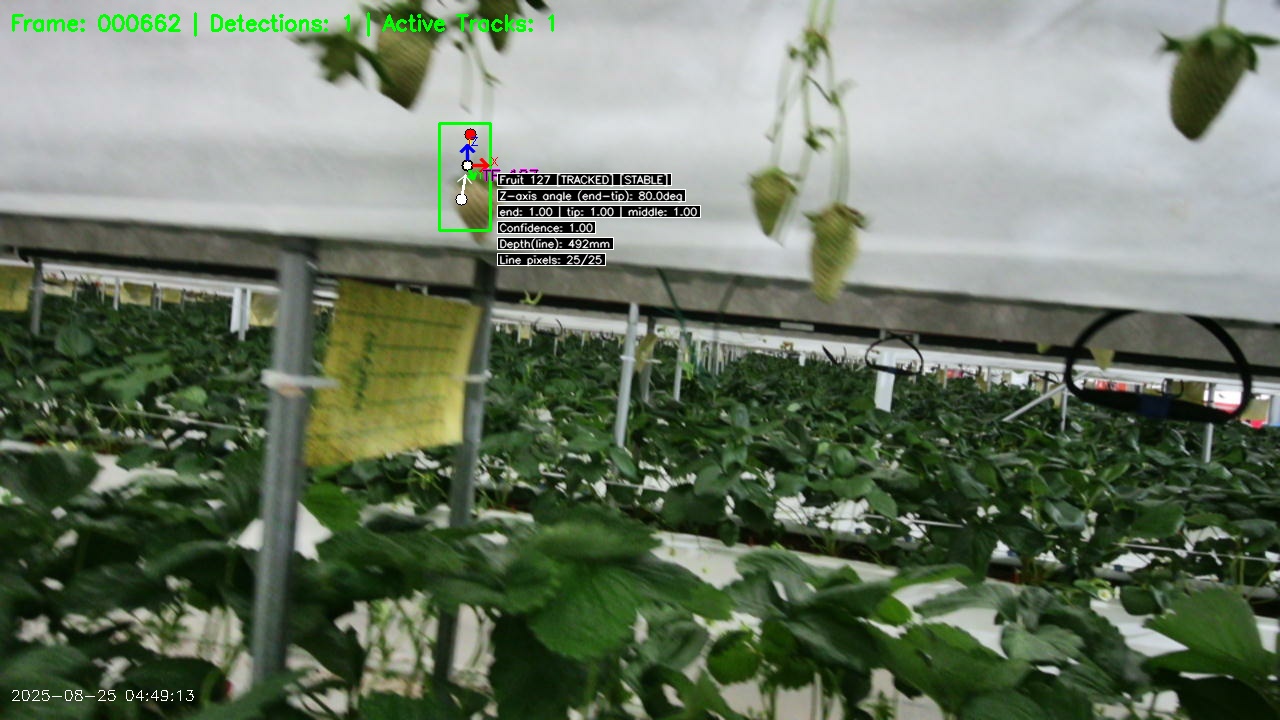 Frame: 000662 | Detections: 1 | Active Tracks: 1
Z
X
Fruit 127 [TRACKED] [STABLE]
Z-axis angle (end-tip): 80.0deg
end: 1.00 | tip: 1.00 | middle: 1.00
Confidence: 1.00
Depth(line): 492mm
Line pixels: 25/25
2025-08-25 04:49:13